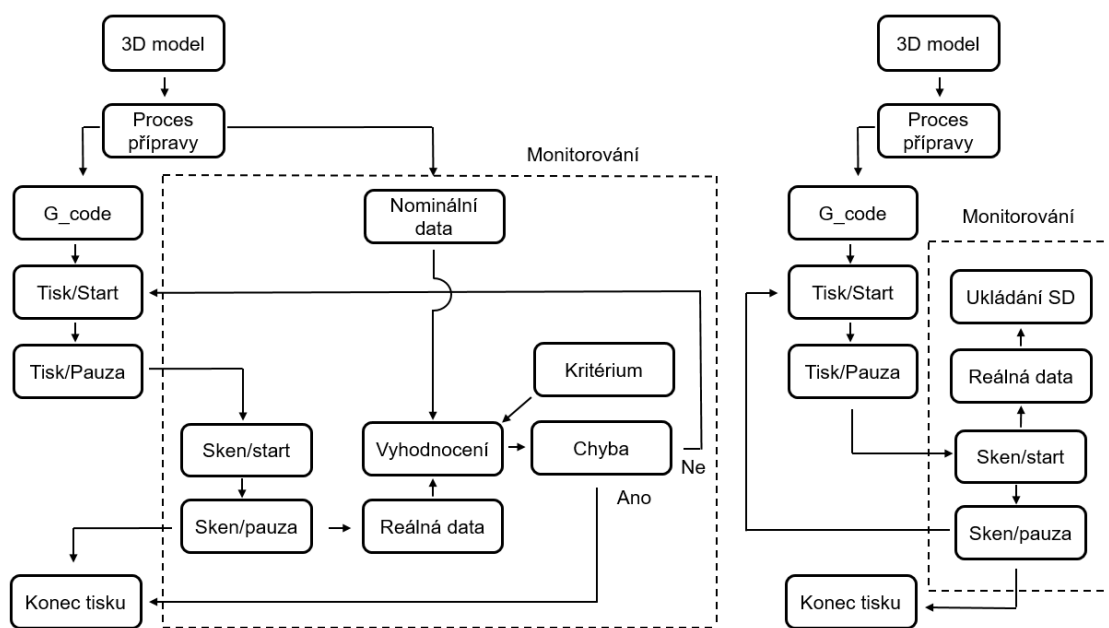 3D model
Proces
přípravy
Monitorování
G_code
Nominální
data
Tisk/Start
Tisk/Pauza
Kritérium
Sken/start
Vyhodnocení
Chyba
Ne
Ano
Sken/pauza
Reálná data
Konec tisku
3D model
Proces
přípravy
G_code
Monitorování
Tisk/Start
Ukládání SD
Tisk/Pauza
Reálná data
Sken/start
Sken/pauza
Konec tisku